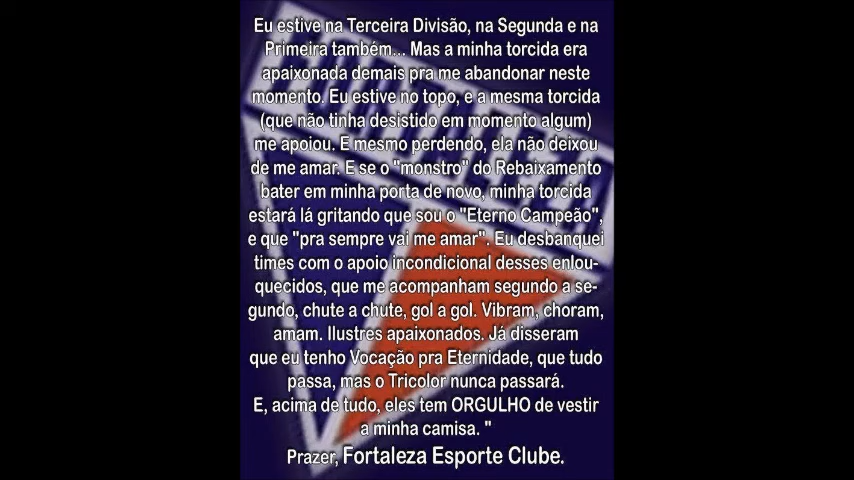 Eu estive na Terceira Divisão, na Segunda e na
Primeira também... Mas a minha torcida era
apaixonada demais pra me abandonar neste
momento. Eu estive no topo, e a mesma torcida
(que não tinha desistido em momento algum)
me apoiou. E mesmo perdendo, ela não deixou
de me amar. E se o "monstro" do Rebaixamento
bater em minha porta de novo, minha torcida
estará lá gritando que sou o "Eterno Campeão",
e que "pra sempre vai me amar". Eu desbanquei
times com o apoio incondicional desses enlou-
quecidos, que me acompanham segundo a se-
gundo, chute a chute, gol a gol. Vibram, choram,
amam. Ilustres apaixonados. Já disseram
que eu tenho Vocação pra Eternidade, que tudo
passa, mas o Tricolor nunca passará.
E, acima de tudo, eles tem ORGULHO de vestir
a minha camisa. "
Prazer, Fortaleza Esporte Clube.